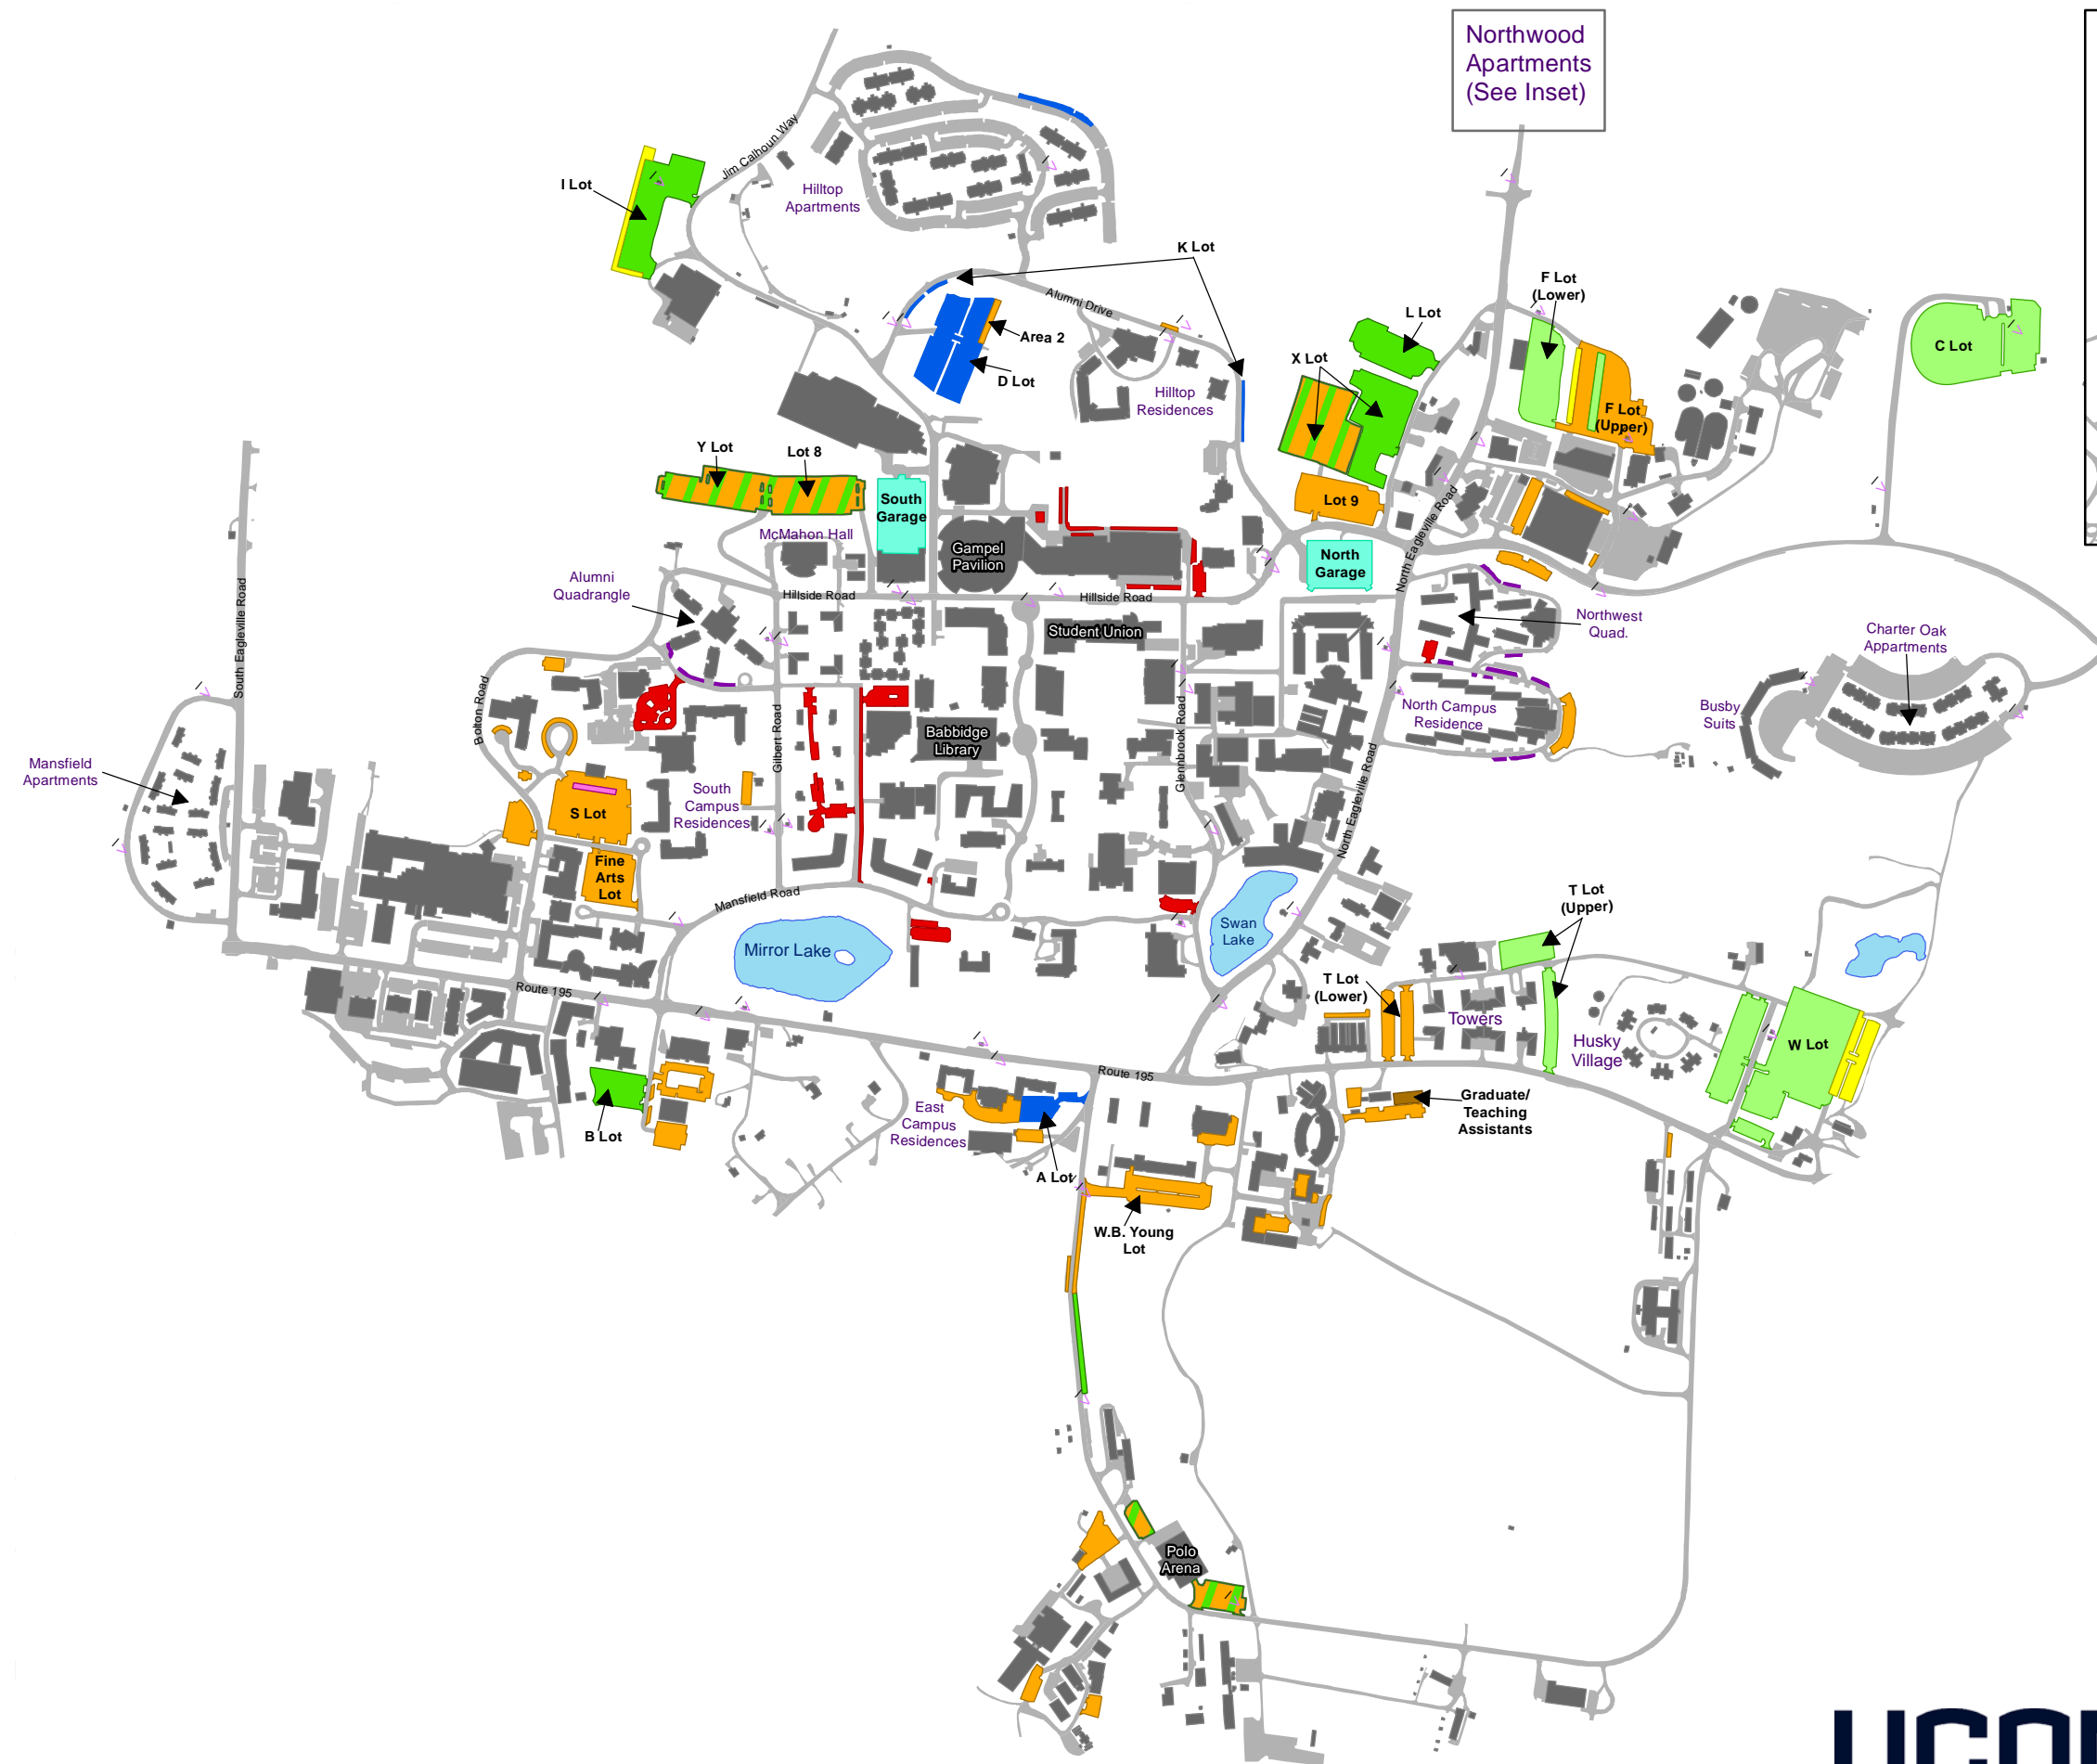 Northwood
Apartments
(See Inset)
Jim Calhoun Way
I Lot
Hilltop
Apartments
K Lot
Alumni Drive
Area 2
D Lot
Hilltop
Residences
L Lot
X Lot
F Lot
(Lower)
F Lot
(Upper)
C Lot
Y Lot
Lot 8
South
Garage
Lot 9
McMahon Hall
Gampel
Pavilion
North
Garage
North Eagleville Road
Alumni
Quadrangle
Hillside Road
Hillside Road
Student Union
Northwest
Quad.
Charter Oak
Appartments
South Eagleville Road
Bolton Road
Gilbert Road
Babbidge
Library
Glennbrook Road
North Campus
Residence
Busby
Suits
Mansfield
Apartments
South
Campus
Residences
S Lot
North Eagleville Road
Fine
Arts
Lot
Mansfield Road
Mirror Lake
Swan
Lake
T Lot
(Upper)
Route 195
T Lot
(Lower)
Towers
Husky
Village
W Lot
Route 195
B Lot
East
Campus
Residences
A Lot
Graduate/
Teaching
Assistants
W.B. Young
Lot
Polo
Arena